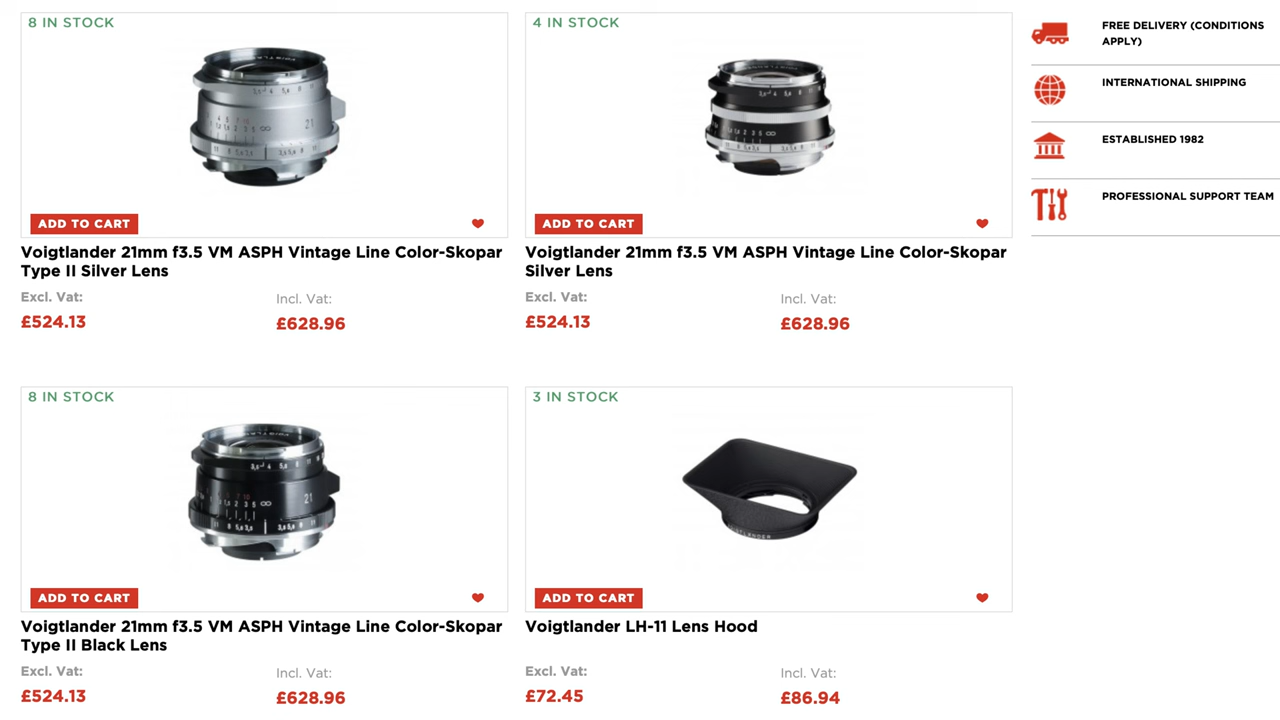 8 IN STOCK
4 IN STOCK
FREE DELIVERY (CONDITIONS
APPLY)
INTERNATIONAL SHIPPING
ESTABLISHED 1982
PROFESSIONAL SUPPORT TEAM
21
ADD TO CART
ADD TO CART
Voigtlander 21mm f3.5 VM ASPH Vintage Line Color-Skopar
Type II Silver Lens
Voigtlander 21mm f3.5 VM ASPH Vintage Line Color-Skopar
Silver Lens
Excl. Vat:
Incl. Vat:
£524.13
£628.96
Excl. Vat:
Incl. Vat:
£524.13
£628.96
8 IN STOCK
3 IN STOCK
21
ADD TO CART
ADD TO CART
Voigtlander 21mm f3.5 VM ASPH Vintage Line Color-Skopar
Type II Black Lens
Voigtlander LH-11 Lens Hood
Excl. Vat:
Incl. Vat:
£524.13
£628.96
Excl. Vat:
Incl. Vat:
£72.45
£86.94